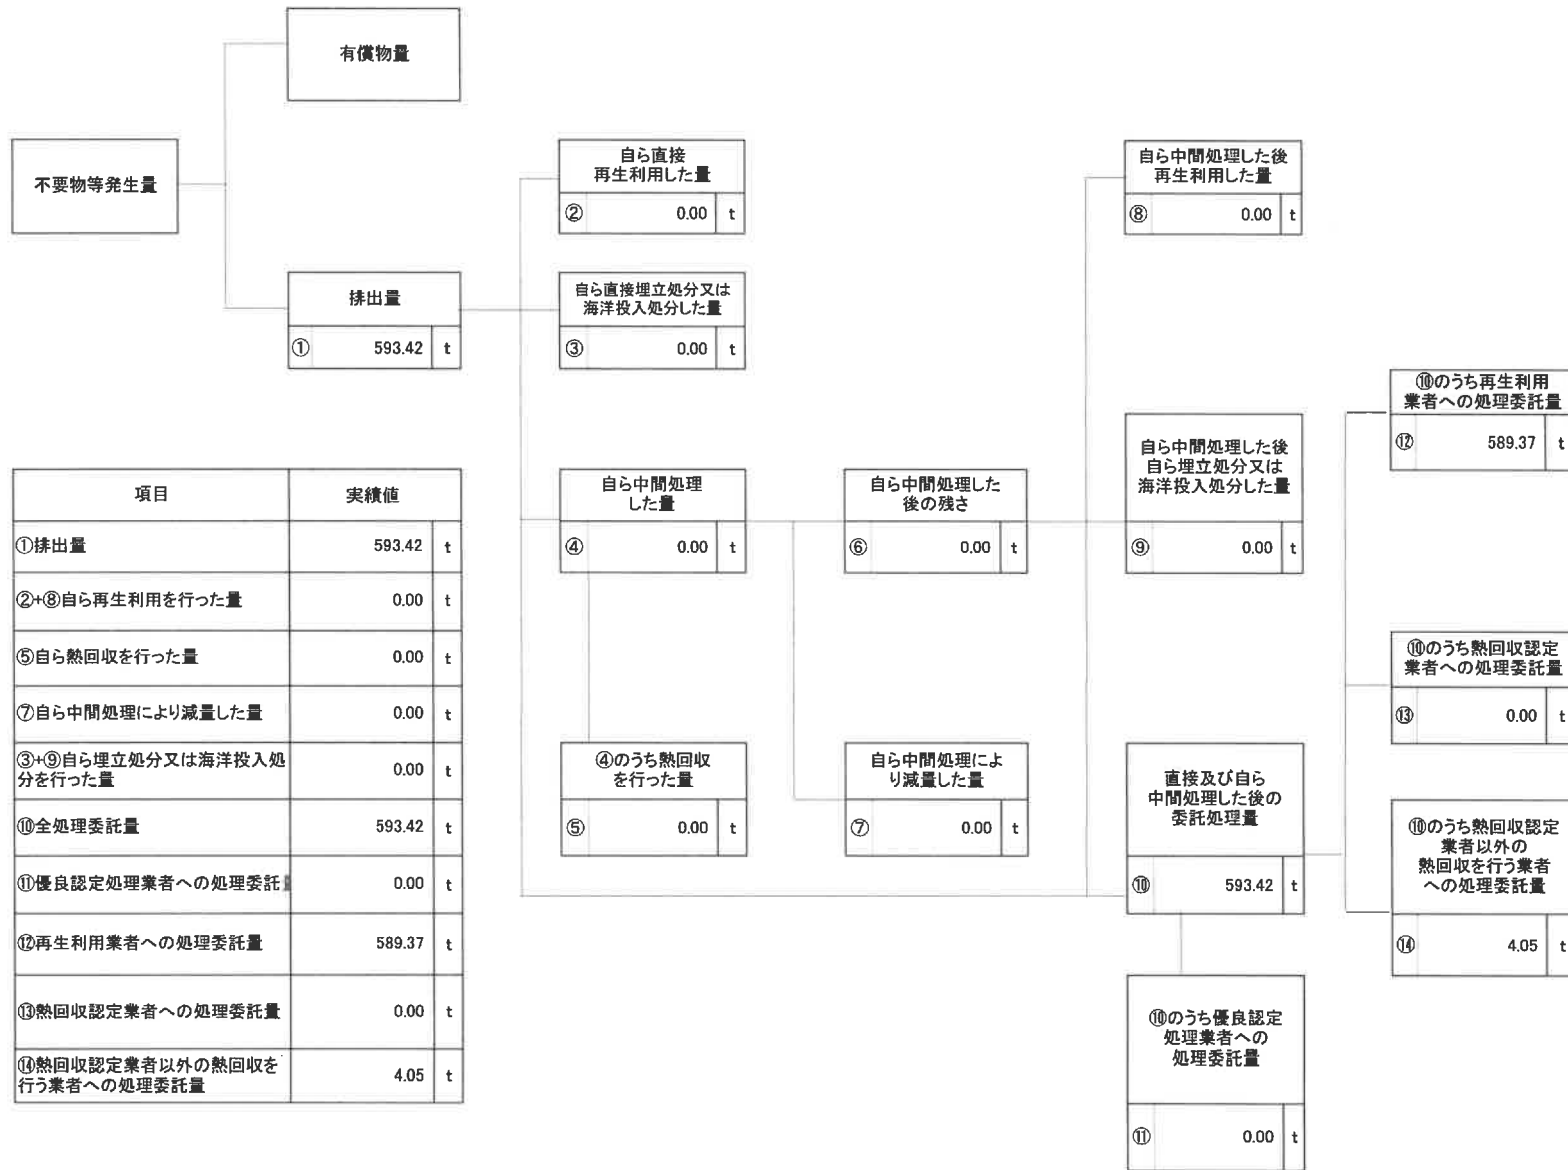 有償物量
不要物等発生量
排出量
① 593.42 t
自ら直接
再生利用した量
② 0.00 t
自ら直接埋立処分又は
海洋投入処分した量
③ 0.00 t
自ら中間処理
した量
④ 0.00 t
④のうち熱回収
を行った量
⑤ 0.00 t
自ら中間処理した
後の残さ
⑥ 0.00 t
自ら中間処理によ
り減量した量
⑦ 0.00 t
自ら中間処理した後
再生利用した量
⑧ 0.00 t
自ら中間処理した後
自ら埋立処分又は
海洋投入処分した量
⑨ 0.00 t
直接及び自ら
中間処理した後の
委託処理量
⑩ 593.42 t
⑩のうち優良認定
処理業者への
処理委託量
⑪ 0.00 t
⑩のうち再生利用
業者への処理委託量
⑫ 589.37 t
⑩のうち熱回収認定
業者への処理委託量
⑬ 0.00 t
⑩のうち熱回収認定
業者以外の
熱回収を行う業者
への処理委託量
⑭ 4.05 t
項目 実績値
①排出量 593.42 t
②+⑧自ら再生利用を行った量 0.00 t
⑤自ら熱回収を行った量 0.00 t
⑦自ら中間処理により減量した量 0.00 t
③+⑨自ら埋立処分又は海洋投入処
分を行った量 0.00 t
⑩全処理委託量 593.42 t
⑪優良認定処理業者への処理委託 0.00 t
⑫再生利用業者への処理委託量 589.37 t
⑬熱回収認定業者への処理委託量 0.00 t
⑭熱回収認定業者以外の熱回収を
行う業者への処理委託量 4.05 t